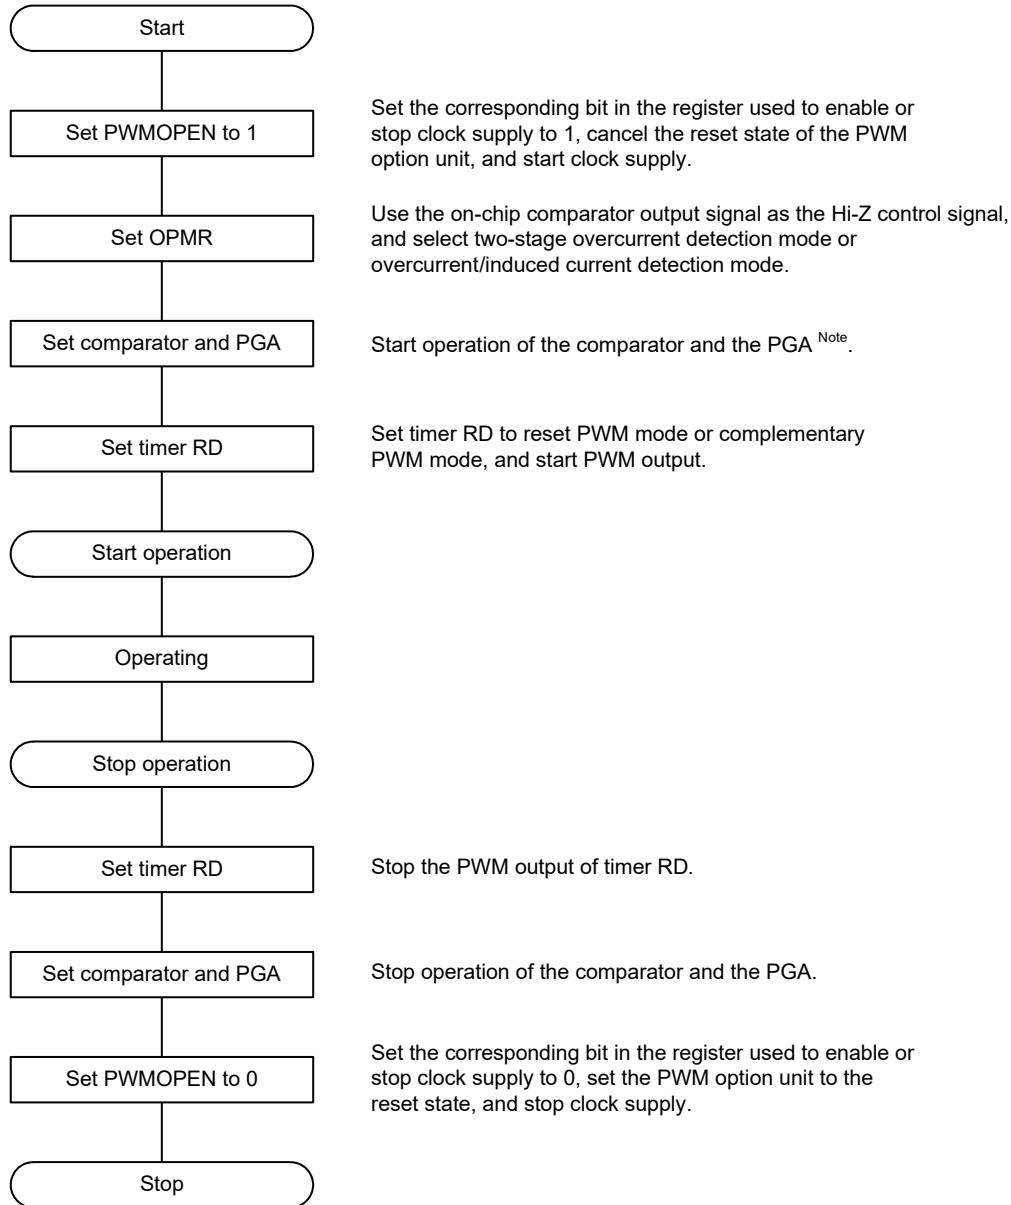 Start
Set PWMOPEN to 1
Set the corresponding bit in the register used to enable or
stop clock supply to 1, cancel the reset state of the PWM
option unit, and start clock supply.
Set OPMR
Use the on-chip comparator output signal as the Hi-Z control signal,
and select two-stage overcurrent detection mode or
overcurrent/induced current detection mode.
Set comparator and PGA
Start operation of the comparator and the PGA Note.
Set timer RD
Set timer RD to reset PWM mode or complementary
PWM mode, and start PWM output.
Start operation
Operating
Stop operation
Set timer RD
Stop the PWM output of timer RD.
Set comparator and PGA
Stop operation of the comparator and the PGA.
Set PWMOPEN to 0
Set the corresponding bit in the register used to enable or
stop clock supply to 0, set the PWM option unit to the
reset state, and stop clock supply.
Stop